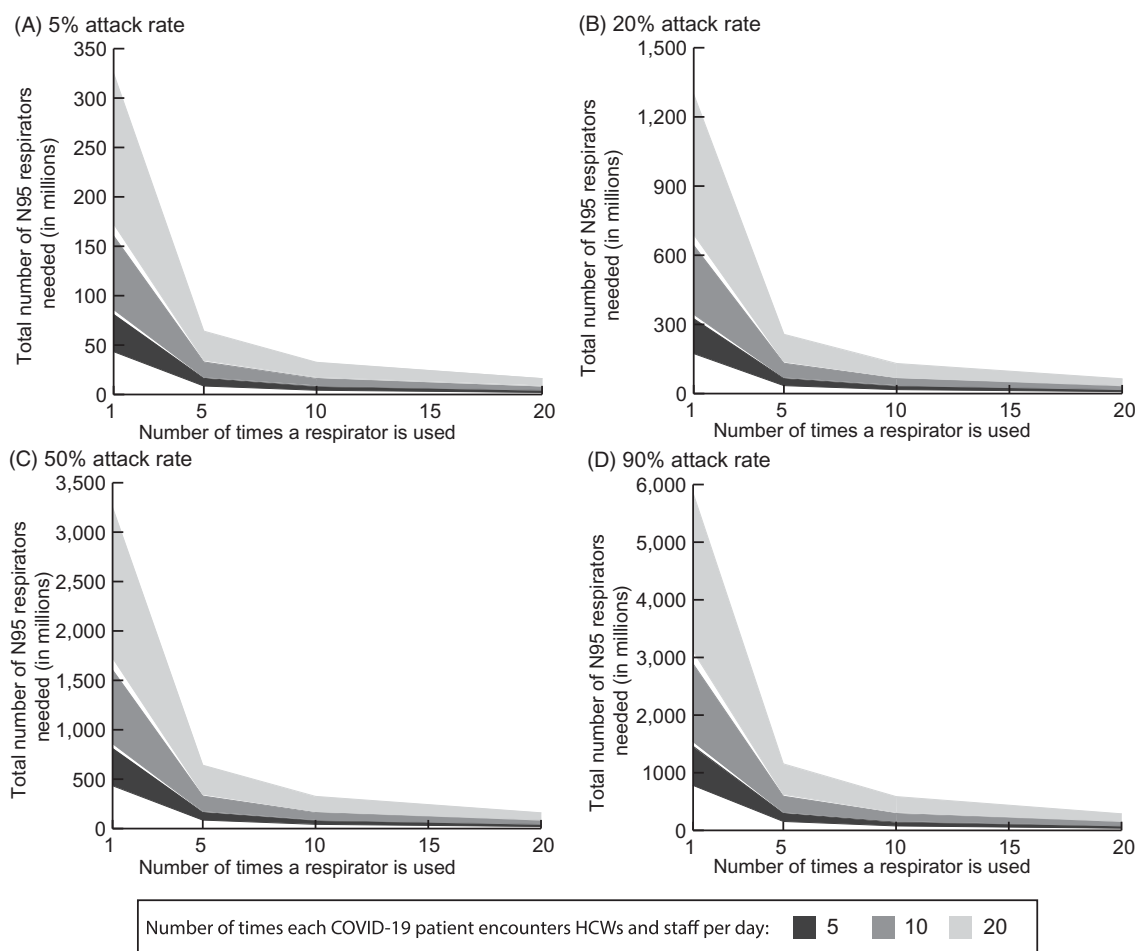 (A) 5% attack rate
Total number of N95 respirators
needed (in millions)
350
300
250
200
150
100
50
0
1 5 10 15 20
Number of times a respirator is used
(B) 20% attack rate
Total number of N95 respirators
needed (in millions)
1,500
1,200
900
600
300
0
1 5 10 15 20
Number of times a respirator is used
(C) 50% attack rate
Total number of N95 respirators
needed (in millions)
3,500
3,000
2,500
2,000
1,500
1,000
500
0
1 5 10 15 20
Number of times a respirator is used
(D) 90% attack rate
Total number of N95 respirators
needed (in millions)
6,000
5,000
4,000
3,000
2,000
1000
0
1 5 10 15 20
Number of times a respirator is used
Number of times each COVID-19 patient encounters HCWs and staff per day: 5 10 20